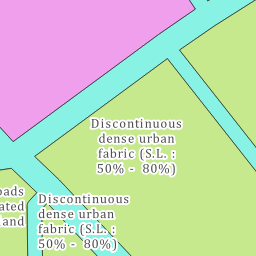 Discontinuous
dense urban
fabric (S.L. :
50% - 80%)
oads
ated
and
Discontinuous
dense urban
fabric (S.L. :
50% - 80%)